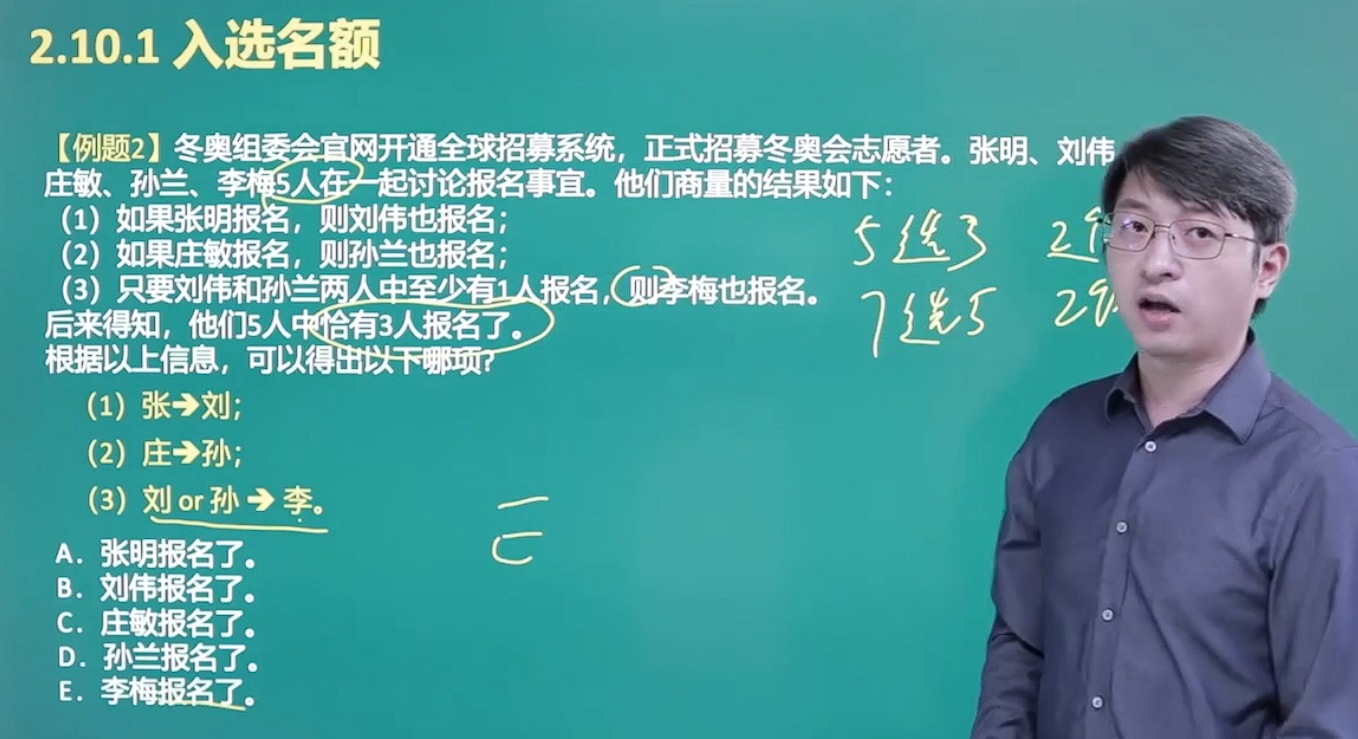 2.10.1 入选名额
【例题2】冬奥组委会官网开通全球招募系统，正式招募冬奥会志愿者。张明、刘伟
庄敏、孙兰、李梅5人在一起讨论报名事宜。他们商量的结果如下：
（1）如果张明报名，则刘伟也报名；
（2）如果庄敏报名，则孙兰也报名；
（3）只要刘伟和孙兰两人中至少有1人报名，则李梅也报名。
后来得知，他们5人中恰有3人报名了。
根据以上信息，可以得出以下哪项?
5选3 2
7选5 2
（1）张➔刘；
（2）庄➔孙；
（3）刘 or 孙 ➔ 李。
A．张明报名了。
B．刘伟报名了。
C．庄敏报名了。
D．孙兰报名了。
E．李梅报名了。